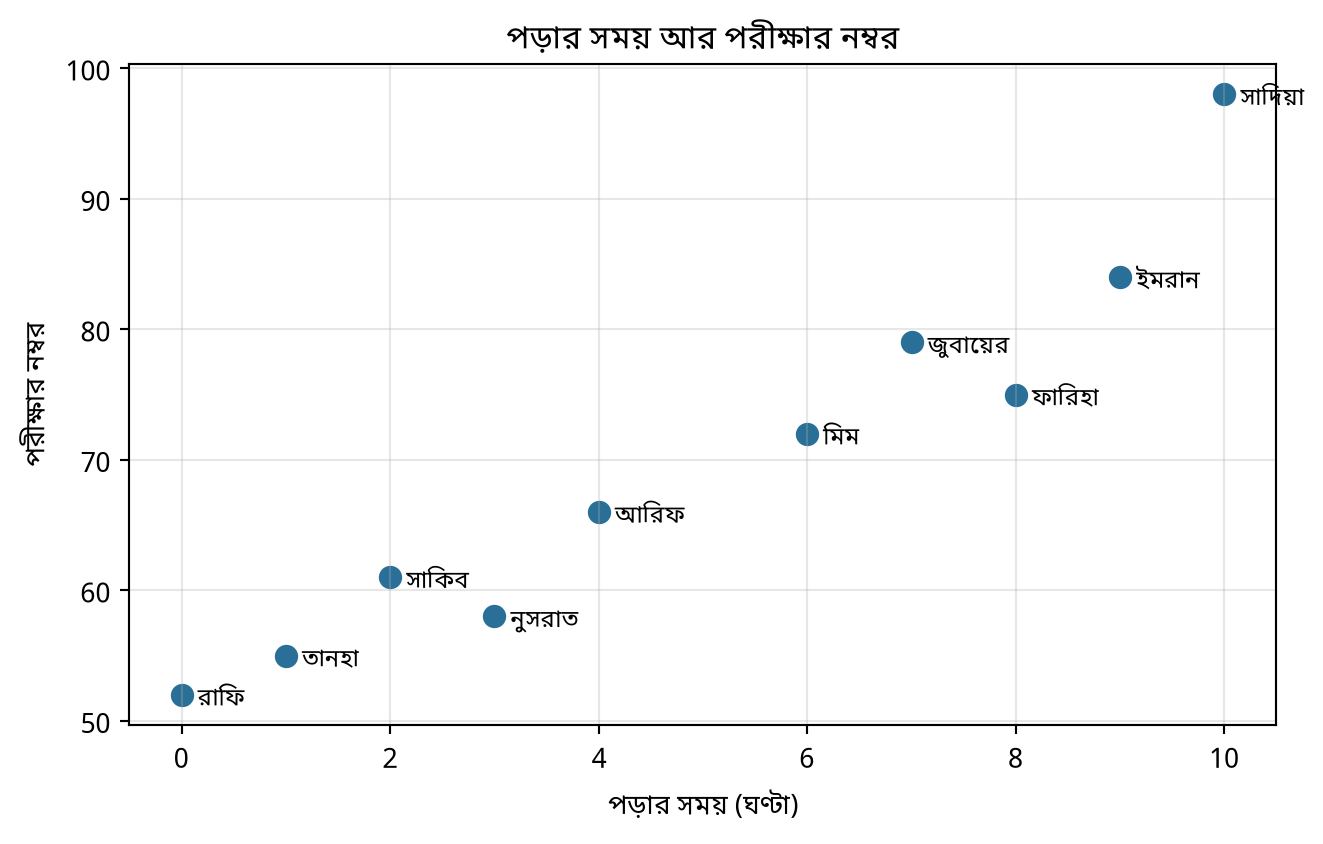 পড়ার সময় আর পরীক্ষার নম্বর
100
90
80
70
60
50
পরীক্ষার নম্বর
সাদিয়া
ইমরান
জুবায়ের
ফারিহা
মিম
আরিফ
সাকিব
নুসরাত
তানহা
রাফি
0 2 4 6 8 10
পড়ার সময় (ঘণ্টা)